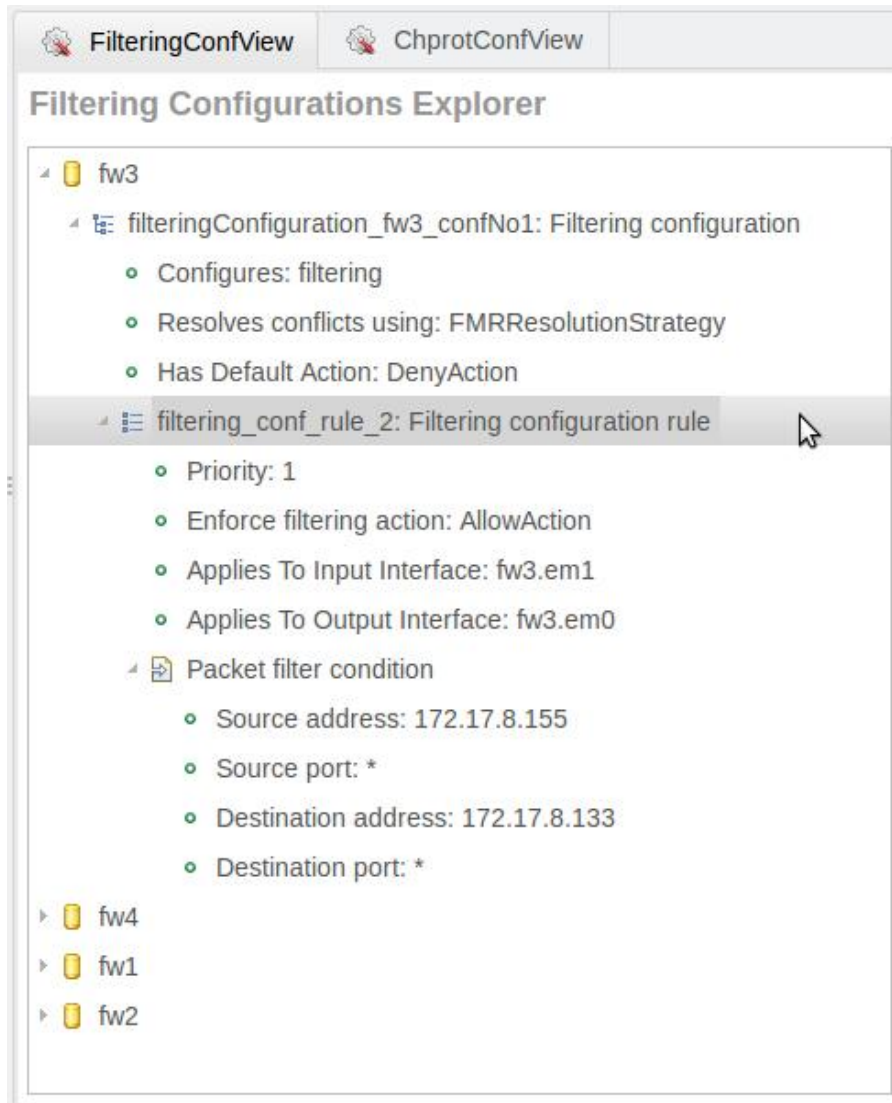 FilteringConfView ChprotConfView
Filtering Configurations Explorer
fw3
filteringConfiguration_fw3_confNo1: Filtering configuration
Configures: filtering
Resolves conflicts using: FMRResolutionStrategy
Has Default Action: DenyAction
filtering_conf_rule_2: Filtering configuration rule
Priority: 1
Enforce filtering action: AllowAction
Applies To Input Interface: fw3.em1
Applies To Output Interface: fw3.em0
Packet filter condition
Source address: 172.17.8.155
Source port: *
Destination address: 172.17.8.133
Destination port: *
fw4
fw1
fw2